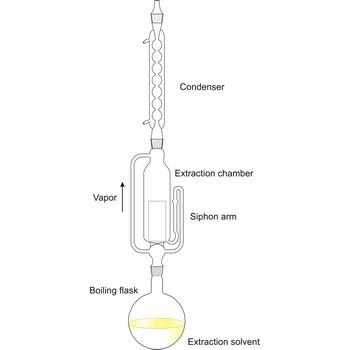 Condenser
Extraction chamber
Vapor
Siphon arm
Boiling flask
Extraction solvent